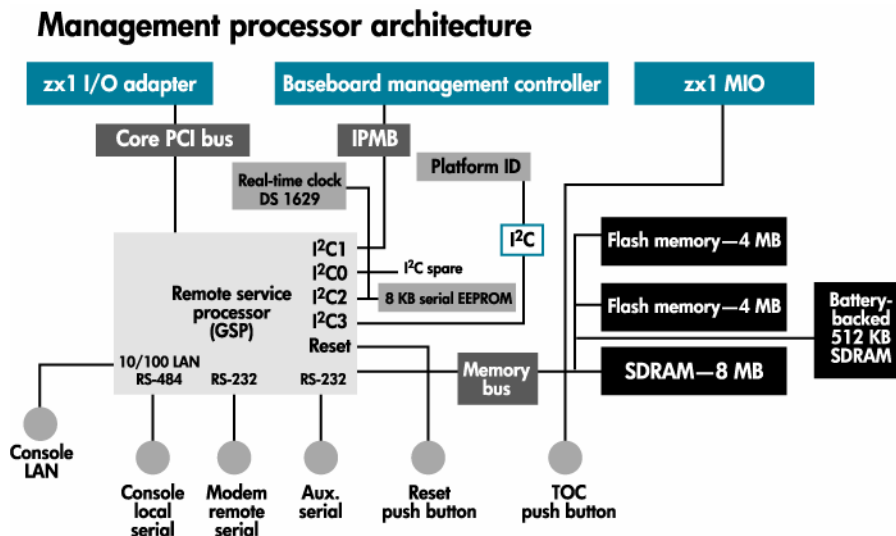 Management processor architecture
zx1 I/O adapter
Baseboard management controller
zx1 MIO
Core PCI bus
IPMB
Platform ID
Real-time clock
DS 1629
I²C
Flash memory—4 MB
I²C1
I²C0
I²C spare
I²C2
8 KB serial EEPROM
I²C3
Remote service
processor
(GSP)
Flash memory—4 MB
Battery-
backed
512 KB
SDRAM
Reset
10/100 LAN
RS-484
RS-232
RS-232
Memory
bus
SDRAM—8 MB
Console
LAN
Console
local
serial
Modem
remote
serial
Aux.
serial
Reset
push button
TOC
push button